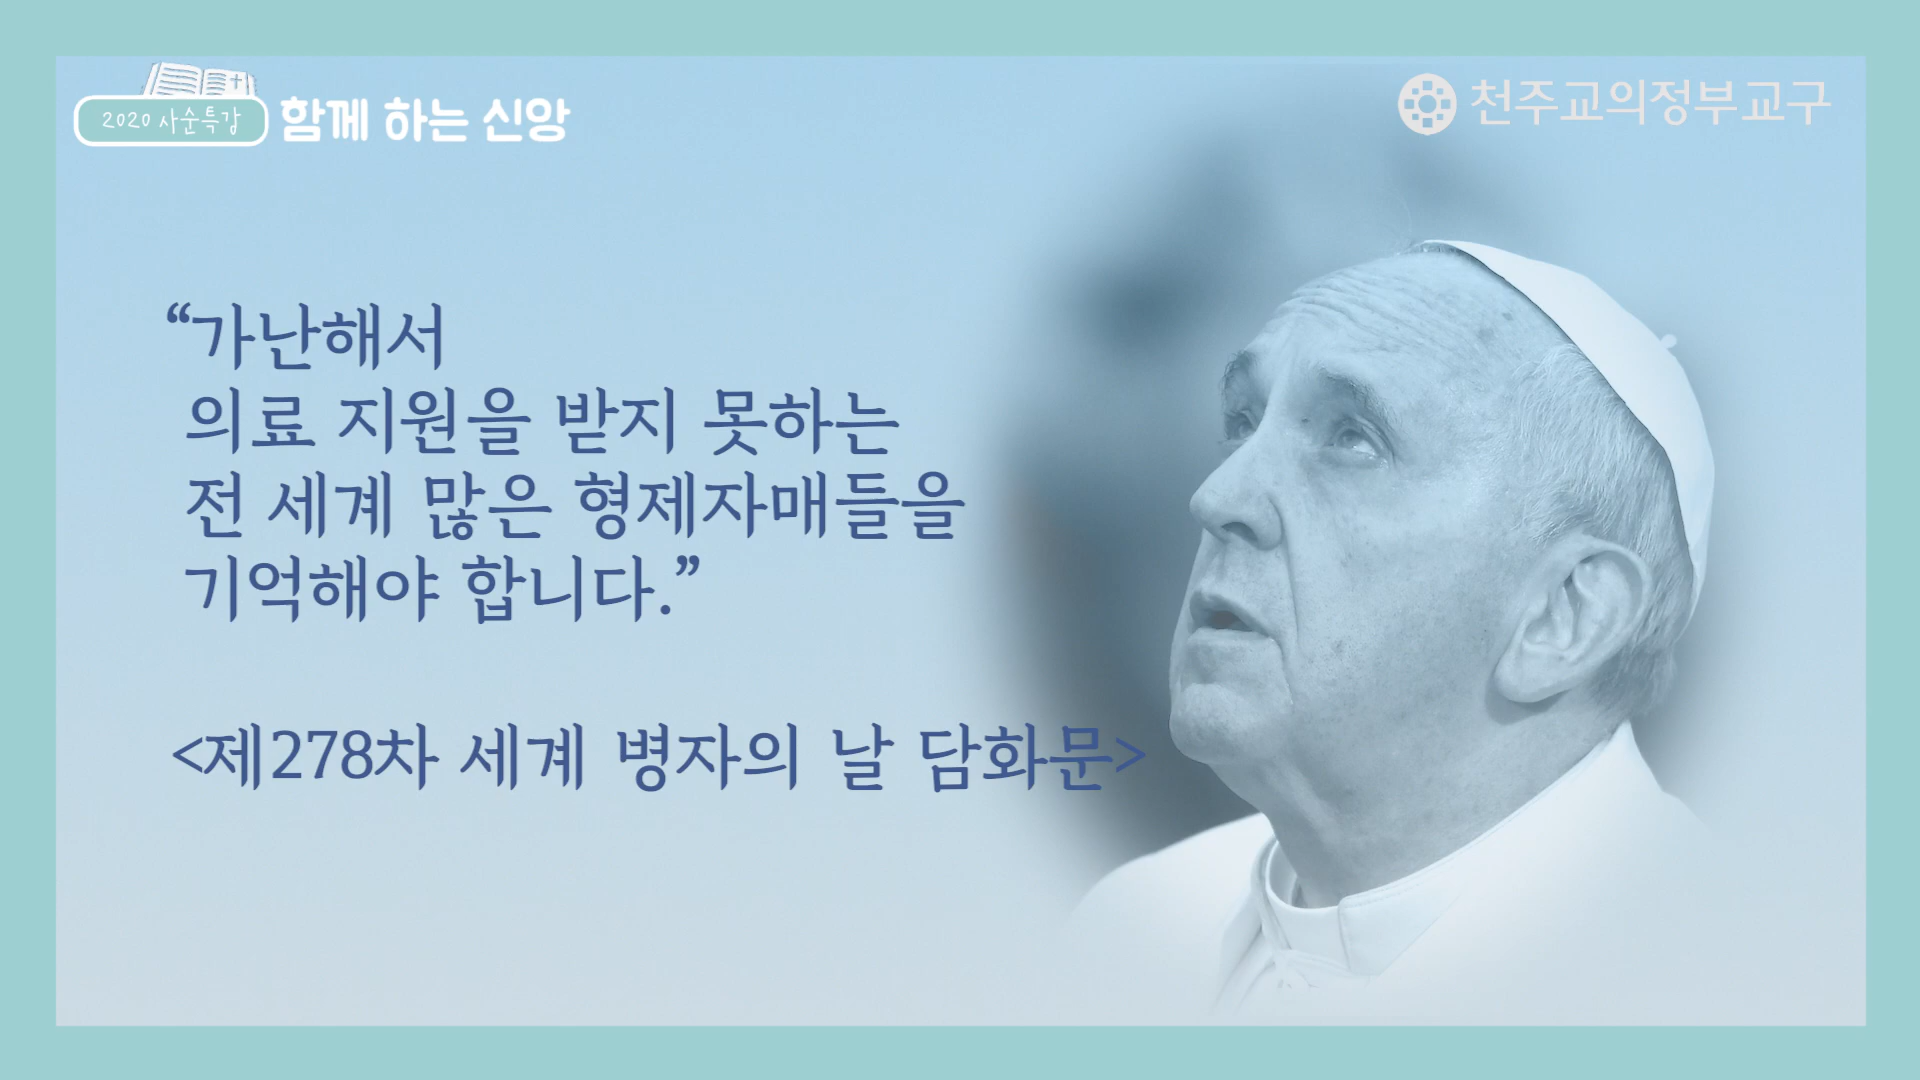 2020 사순특강 함께 하는 신앙
천주교의정부교구
“가난해서
의료 지원을 받지 못하는
전 세계 많은 형제자매들을
기억해야 합니다.”
<제278차 세계 병자의 날 담화문>